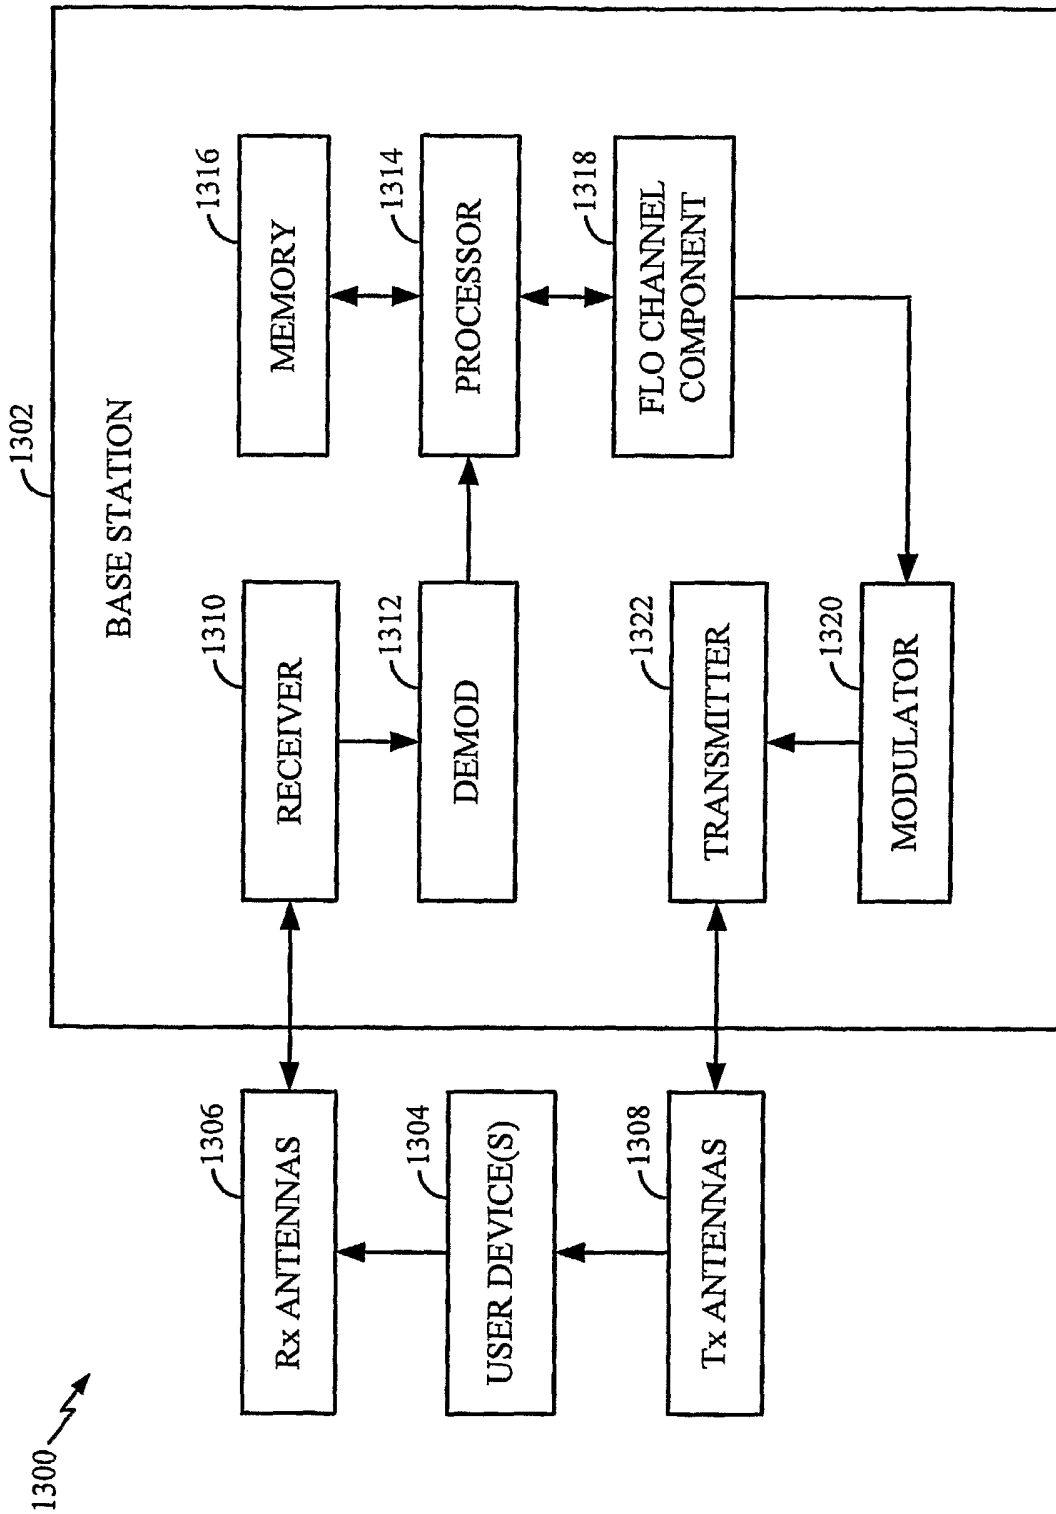 1300
1302
BASE STATION
1306
Rx ANTENNAS
1310
RECEIVER
1316
MEMORY
1304
USER DEVICE(S)
1312
DEMOD
1314
PROCESSOR
1308
Tx ANTENNAS
1322
TRANSMITTER
1318
FLO CHANNEL
COMPONENT
1320
MODULATOR